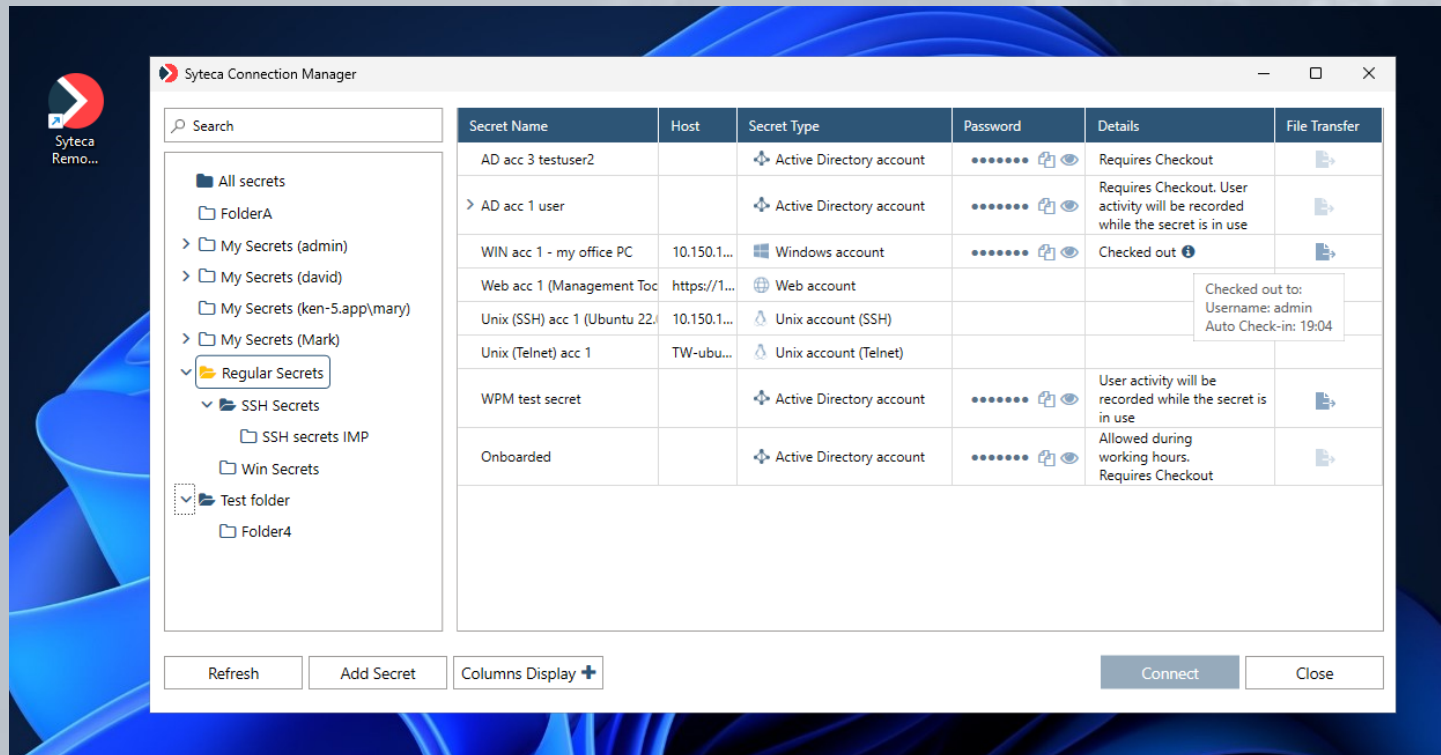 Syteca
Remo...
Syteca Connection Manager
Search
All secrets
FolderA
My Secrets (admin)
My Secrets (david)
My Secrets (ken-5.app\mary)
My Secrets (Mark)
Regular Secrets
SSH Secrets
SSH secrets IMP
Win Secrets
Test folder
Folder4
Secret Name Host Secret Type Password Details File Transfer
AD acc 3 testuser2 Active Directory account ••••••• Requires Checkout
AD acc 1 user Active Directory account ••••••• Requires Checkout. User
activity will be recorded
while the secret is in use
WIN acc 1 - my office PC 10.150.1... Windows account ••••••• Checked out
Web acc 1 (Management Toc https://1... Web account
Unix (SSH) acc 1 (Ubuntu 22. 10.150.1... Unix account (SSH)
Unix (Telnet) acc 1 TW-ubu... Unix account (Telnet)
Checked out to:
Username: admin
Auto Check-in: 19:04
WPM test secret Active Directory account ••••••• User activity will be
recorded while the secret is
in use
Onboarded Active Directory account ••••••• Allowed during
working hours.
Requires Checkout
Refresh Add Secret Columns Display Connect Close